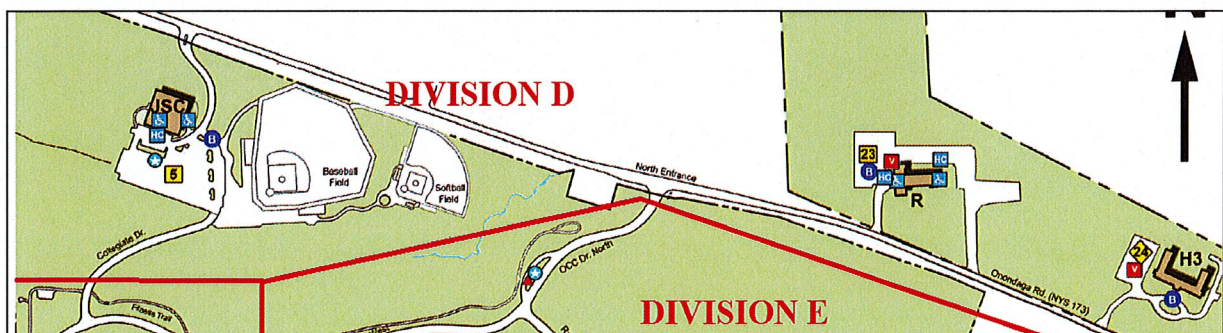 N
DIVISION D
JSC
HC
B
5
Baseball
Field
Softball
Field
North Entrance
23
V
HC
B
HC
R
Collegiate Dr.
OCC Dr. North
Onondaga Rd. (NYS 173)
24
V
H3
B
Fitness Trail
DIVISION E